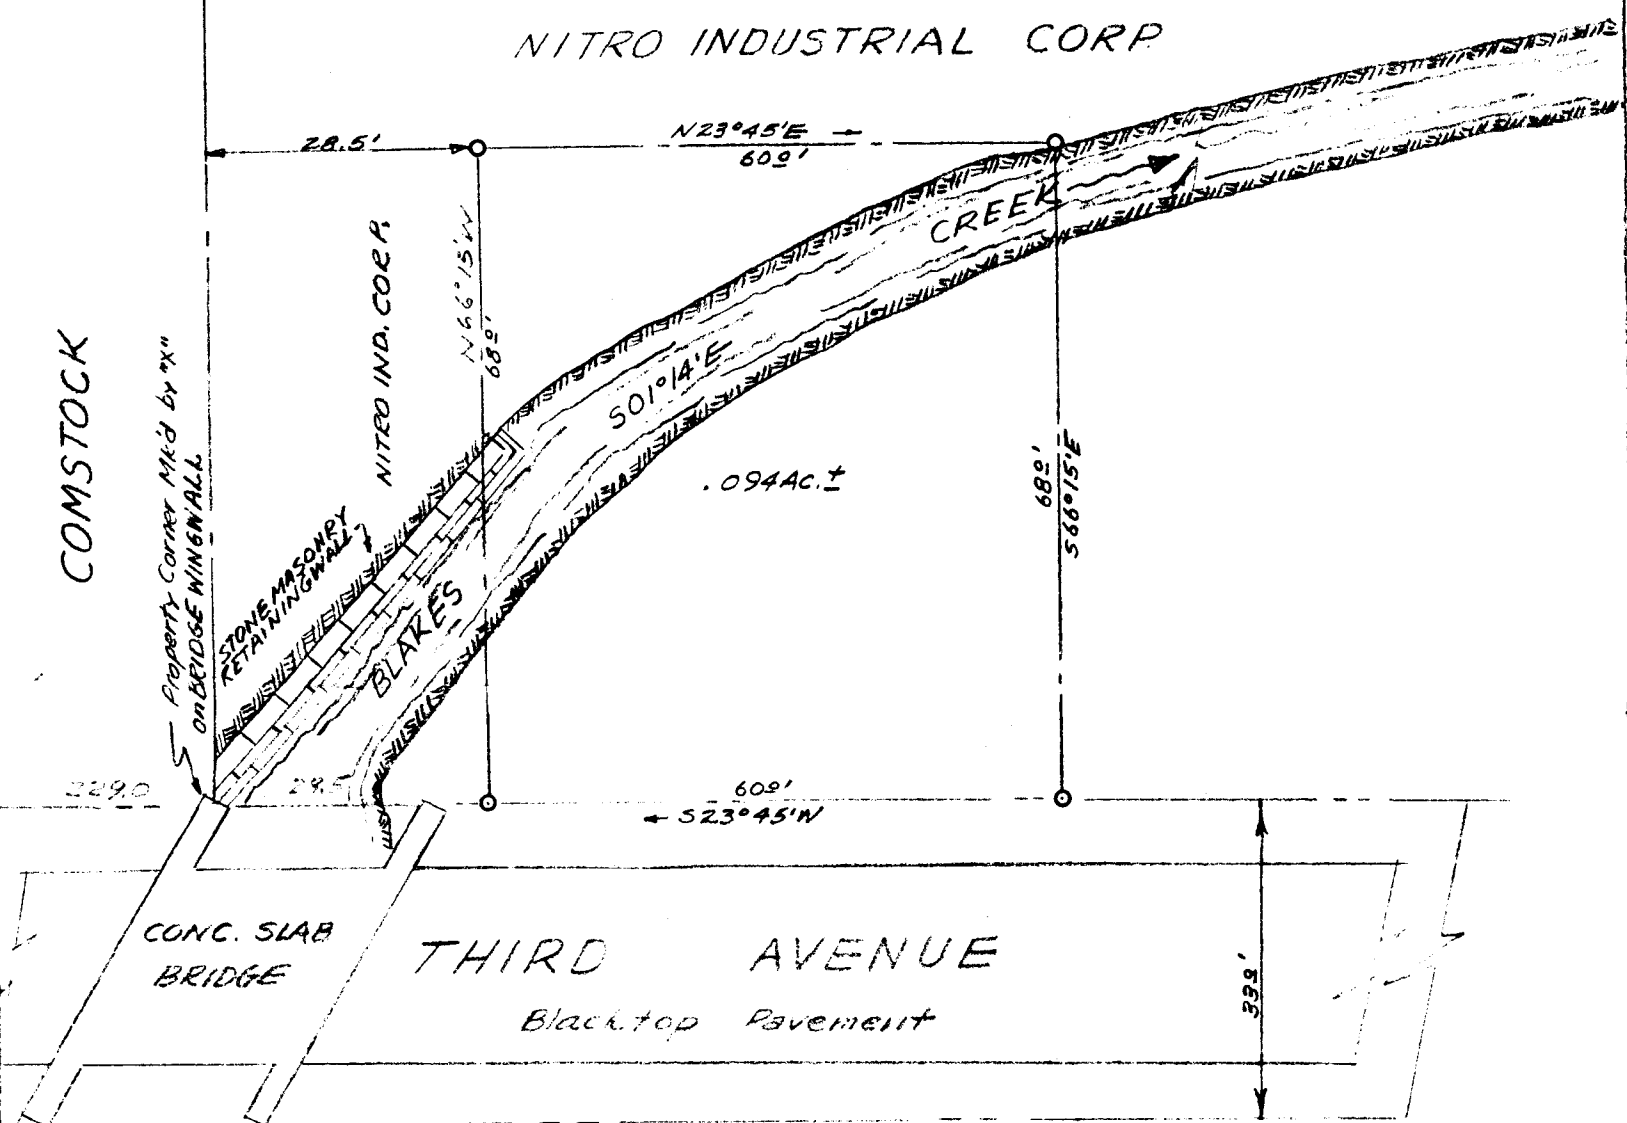 NITRO INDUSTRIAL CORP.
28.5'
N23°45'E
60.0'
CREEK
NITRO IND. CORP.
N66°15'W
68.0'
COMSTOCK
Property Corner Mk'd by "X"
on BRIDGE WINGWALL
S01°14'E
.094Ac.±
68.0'
S66°15'E
STONE MASONRY
RETAINING WALL
BLAKES
229.0
28.5
60.0'
S23°45'W
CONC. SLAB
BRIDGE
THIRD AVENUE
Blacktop Pavement